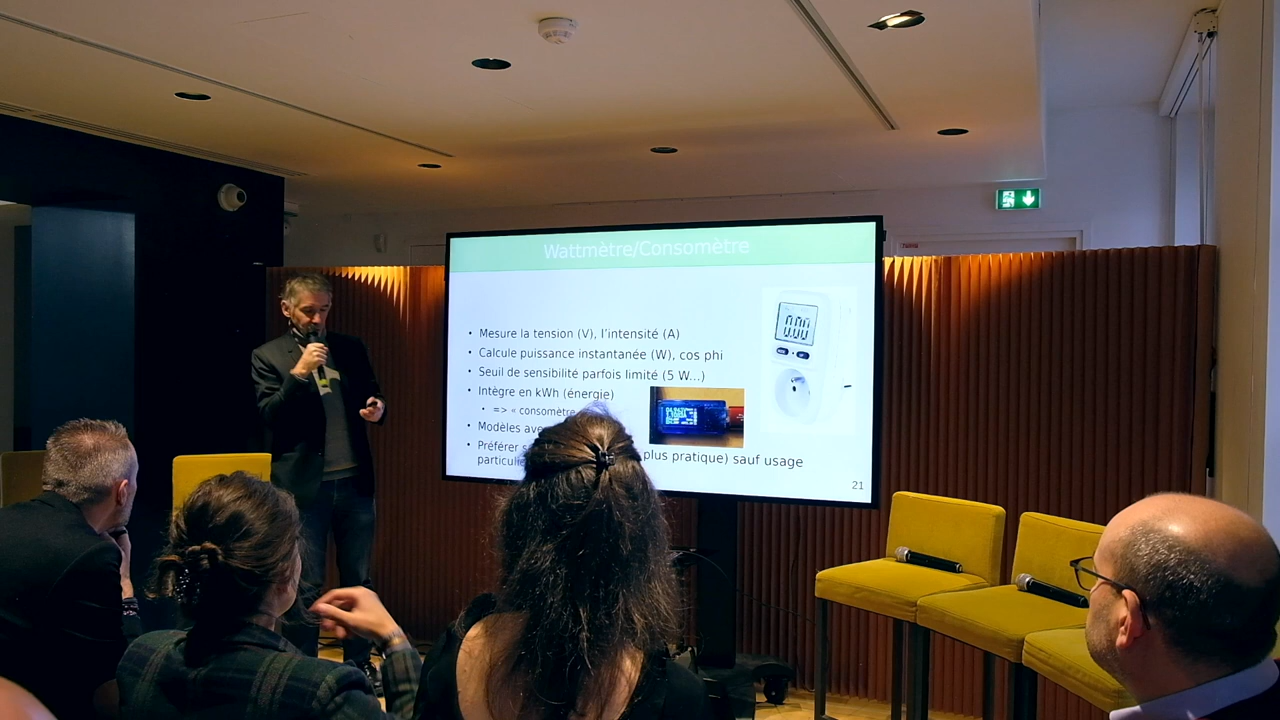 Wattmètre/Consomètre
• Mesure la tension (V), l'intensité (A)
• Calcule puissance instantanée (W), cos phi
• Seuil de sensibilité parfois limité (5 W...)
• Intègre en kWh (énergie)
• => « consomètre
• Modèles ave
• Préférer
plus pratique) sauf usage
particuli
0.00
21